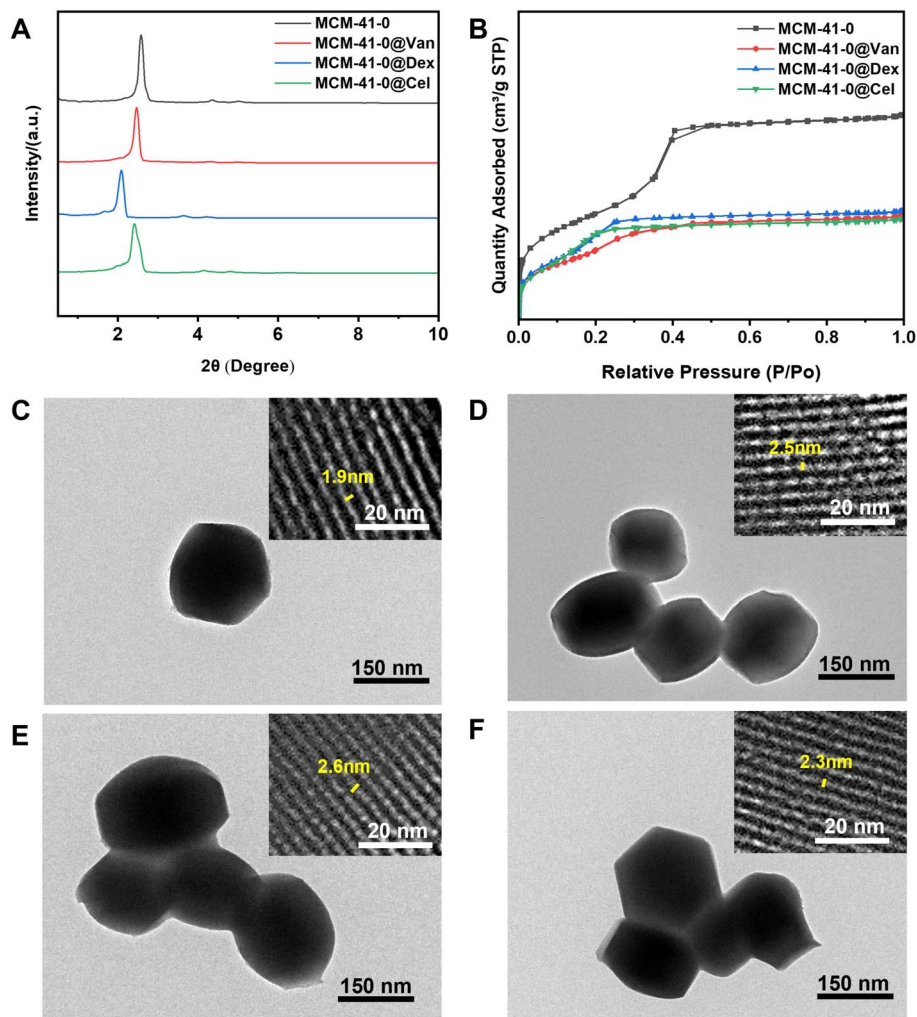 A
MCM-41-0
MCM-41-0@Van
MCM-41-0@Dex
MCM-41-0@Cel
Intensity/(a.u.)
2 4 6 8 10
2θ (Degree)
B
MCM-41-0
MCM-41-0@Van
MCM-41-0@Dex
MCM-41-0@Cel
Quantity Adsorbed (cm³/g STP)
0.0 0.2 0.4 0.6 0.8 1.0
Relative Pressure (P/Po)
C
1.9nm
20 nm
150 nm
D
2.5nm
20 nm
150 nm
E
2.6nm
20 nm
150 nm
F
2.3nm
20 nm
150 nm